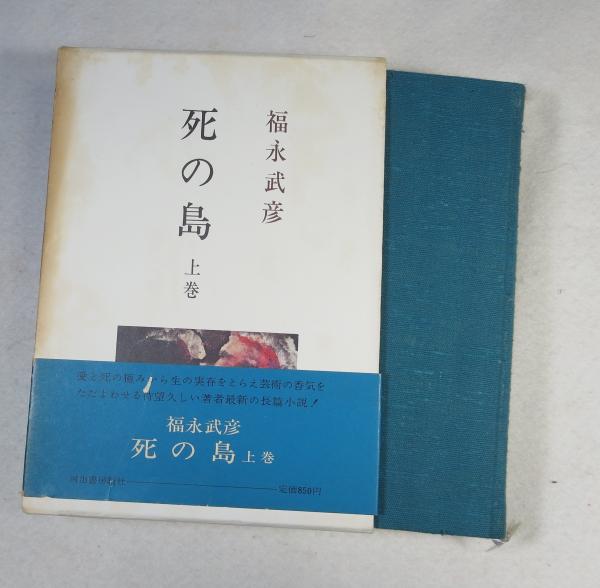 福永武彦
死の島
上巻
愛と死の極みから生の実存をとらえ芸術の香気を
ただよわせる待望久しい著者最新の長篇小説！
福永武彦
死の島 上巻
河出書房新社 定価850円